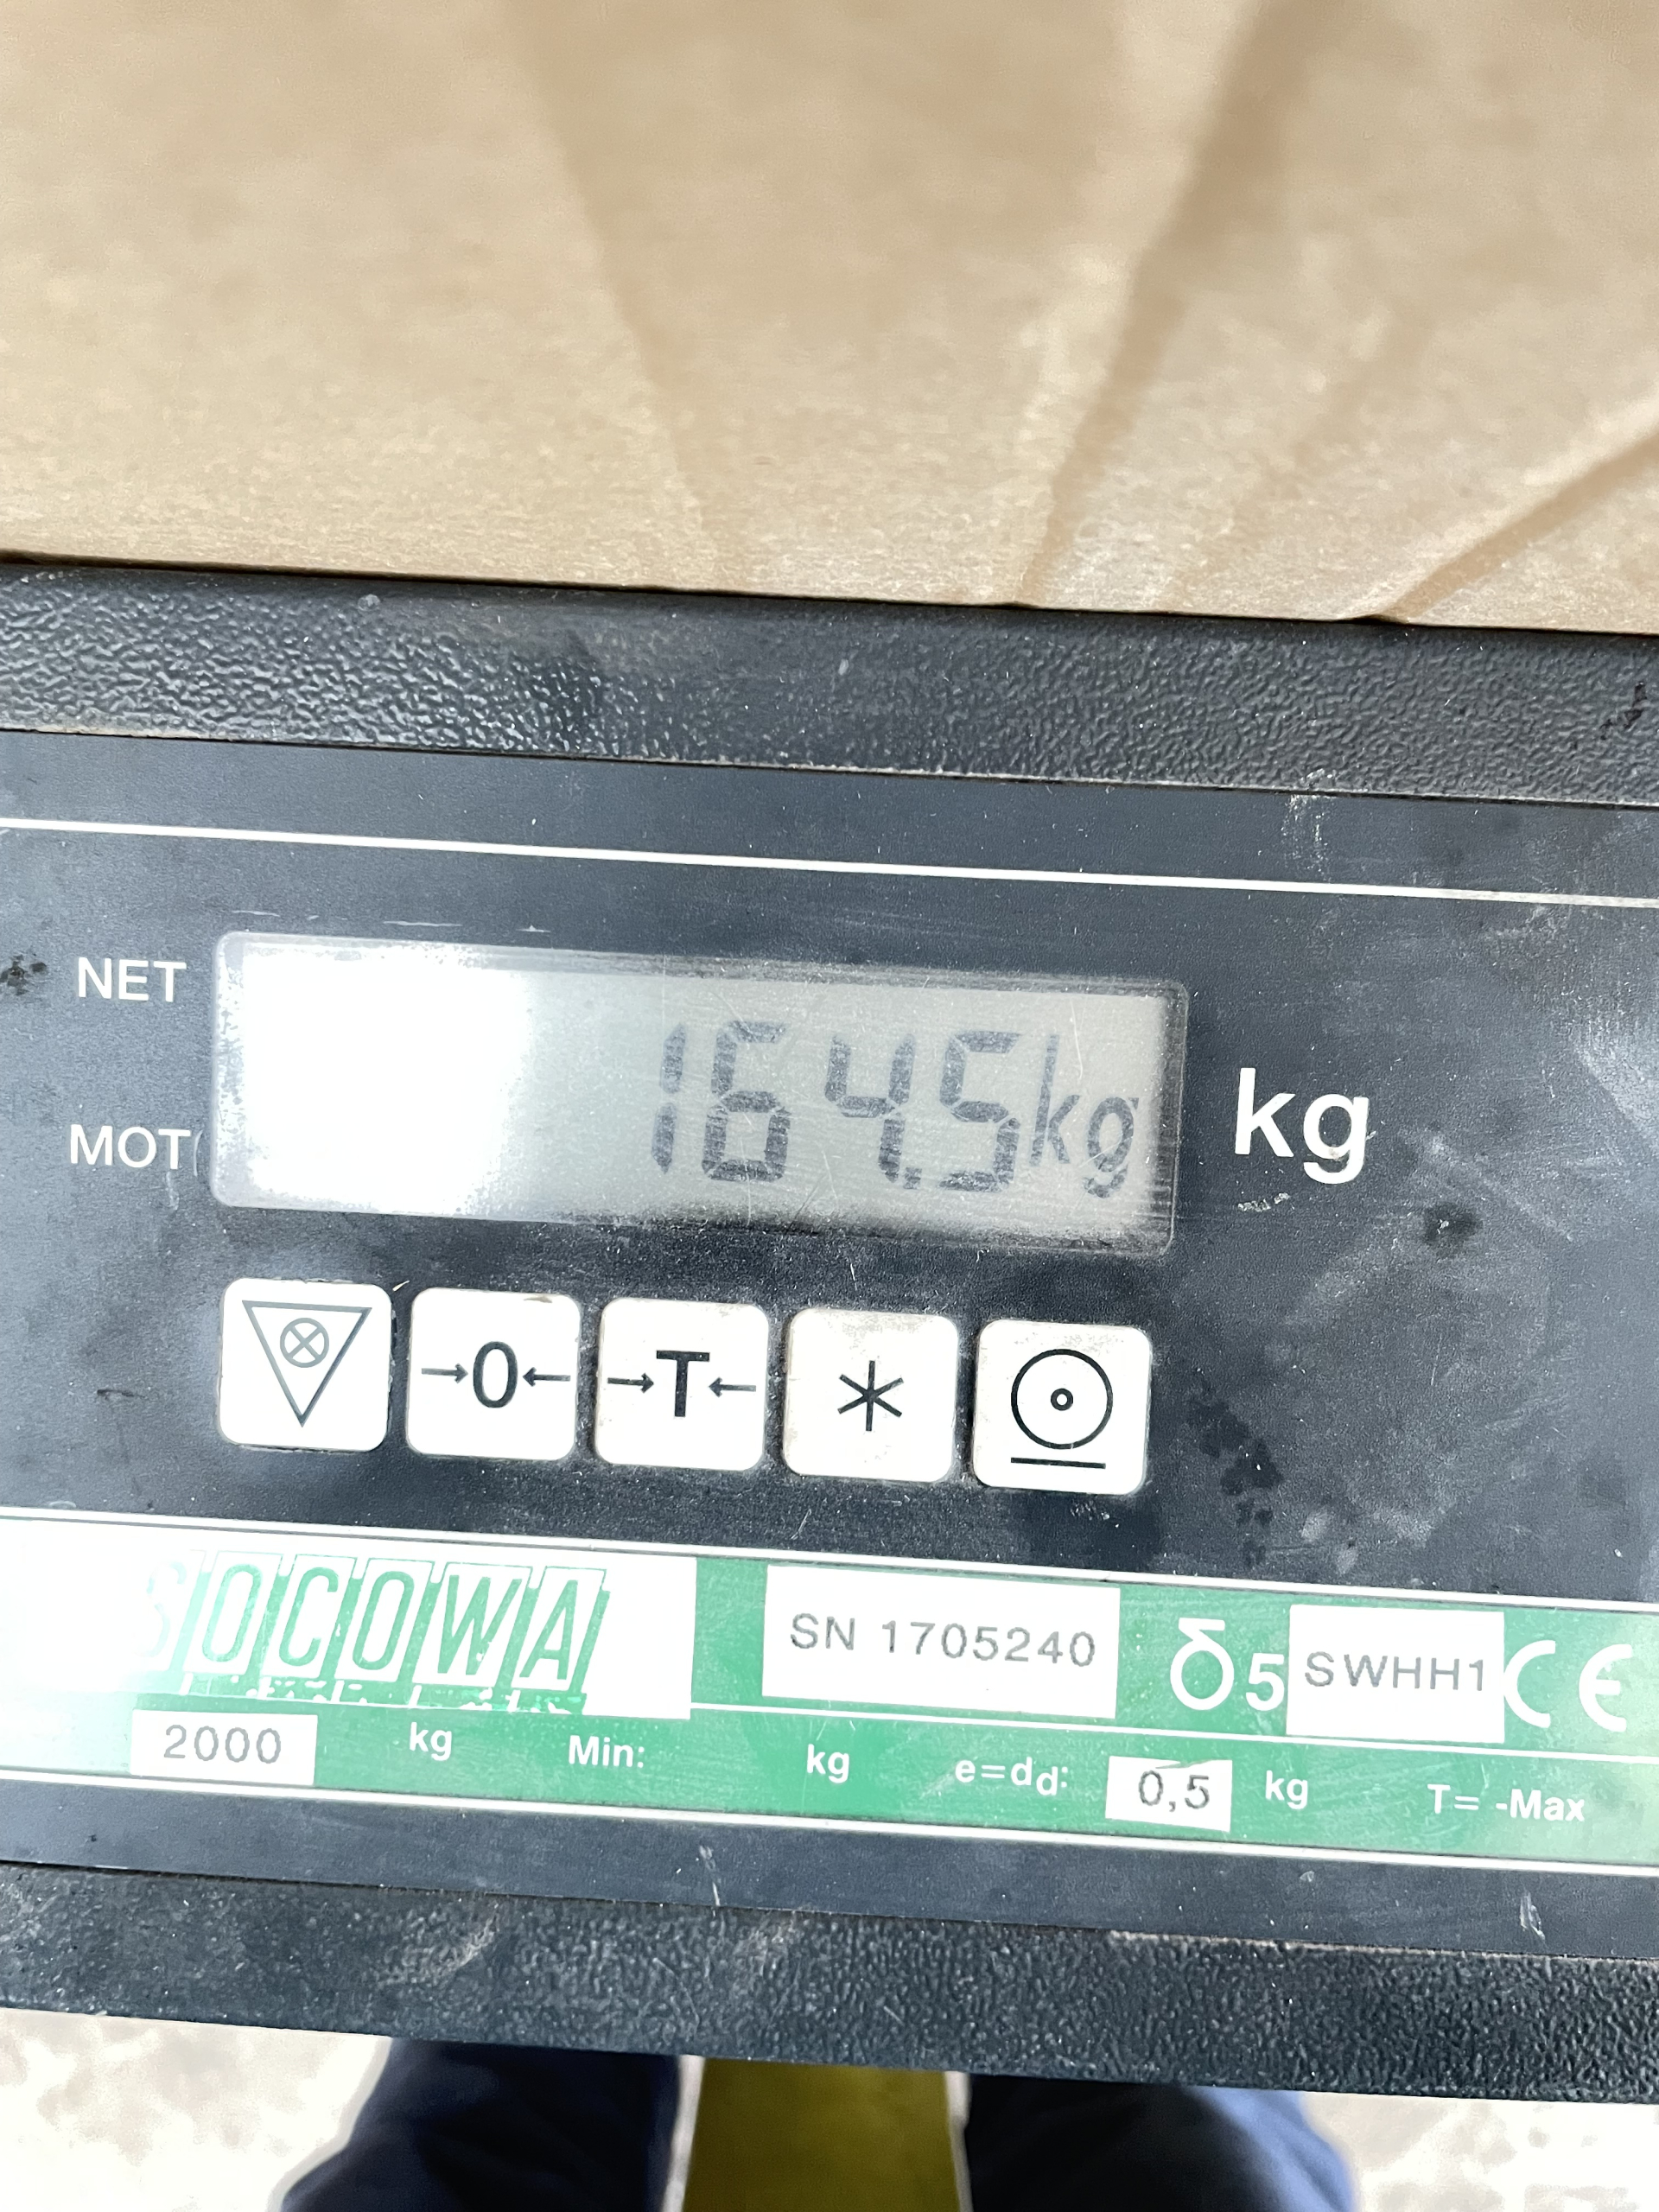 NET
164.5kg
kg
MOT
→0← →T← *
SOCOWA
SN 1705240
δ5
SWHH1
CE
2000 kg Min: kg e=dd: 0,5 kg T= -Max